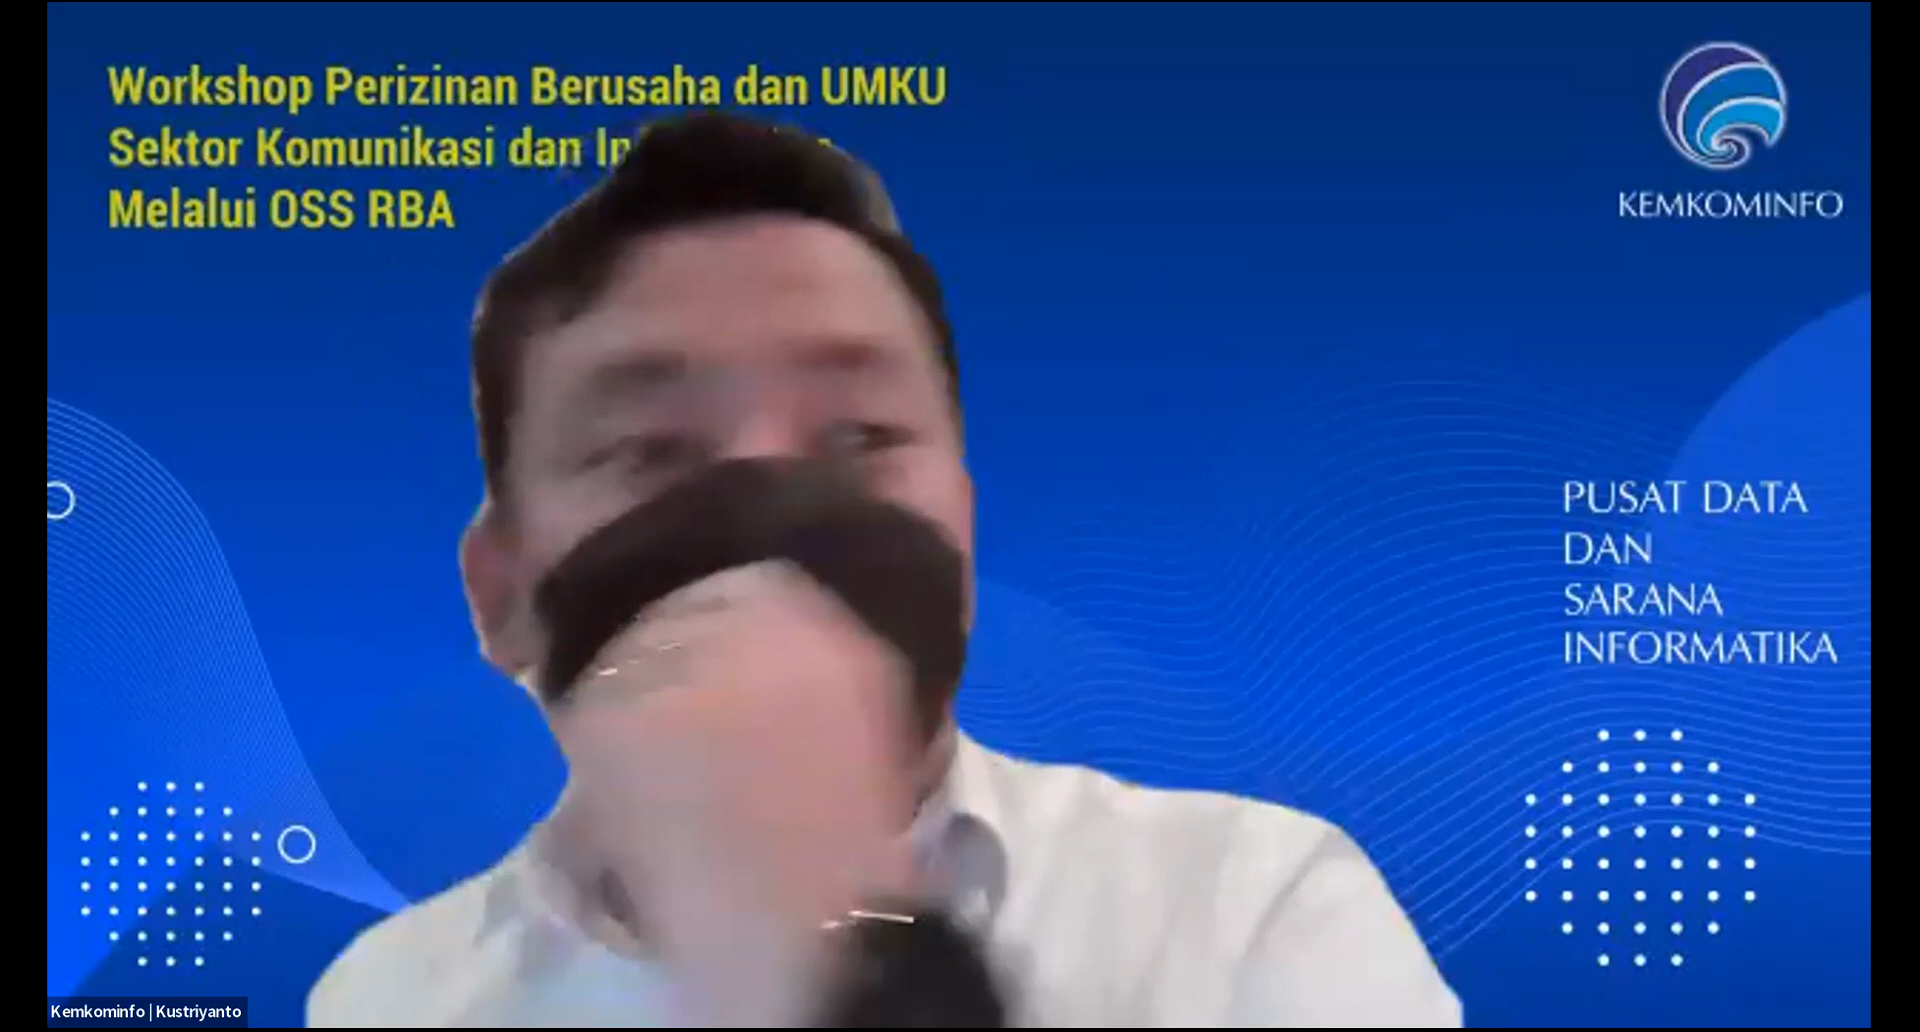 Workshop Perizinan Berusaha dan UMKU
Sektor Komunikasi dan
Melalui OSS RBA
KEMKOMINFO
PUSAT DATA
DAN
SARANA
INFORMATIKA
Kemkominfo | Kustriyanto